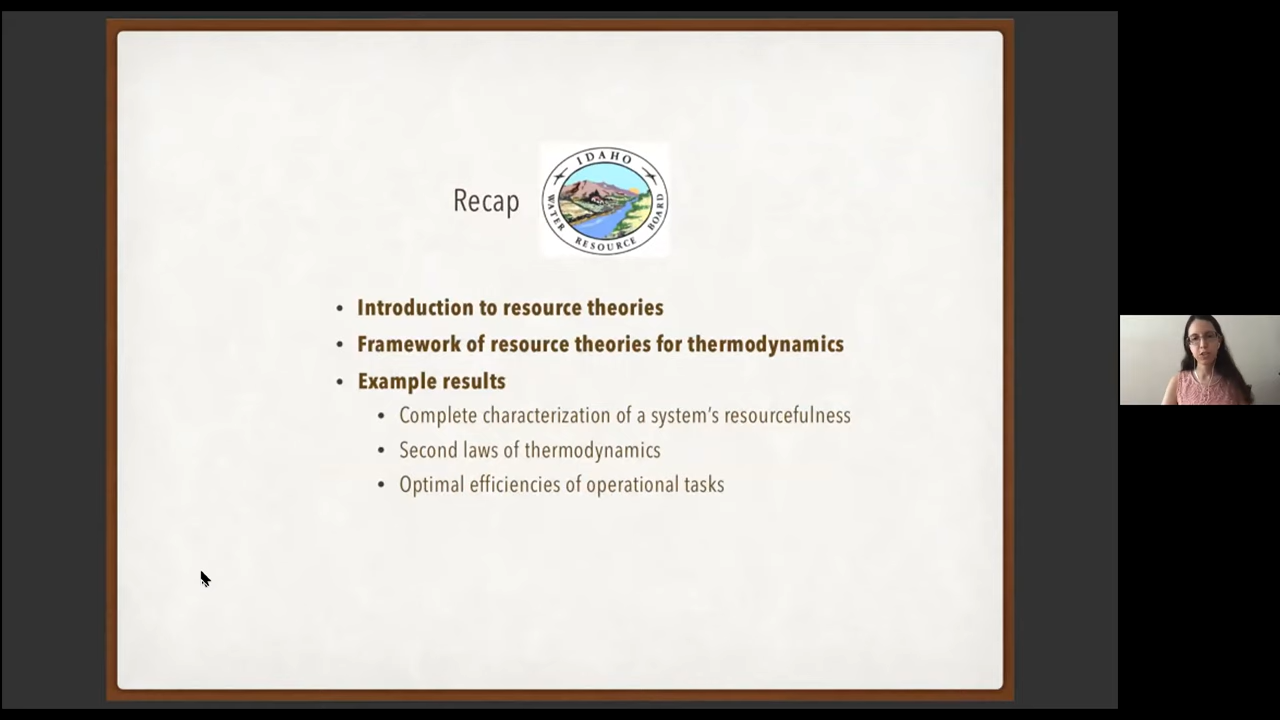 Recap
IDAHO
WATER RESOURCE BOARD
• Introduction to resource theories
• Framework of resource theories for thermodynamics
• Example results
• Complete characterization of a system's resourcefulness
• Second laws of thermodynamics
• Optimal efficiencies of operational tasks